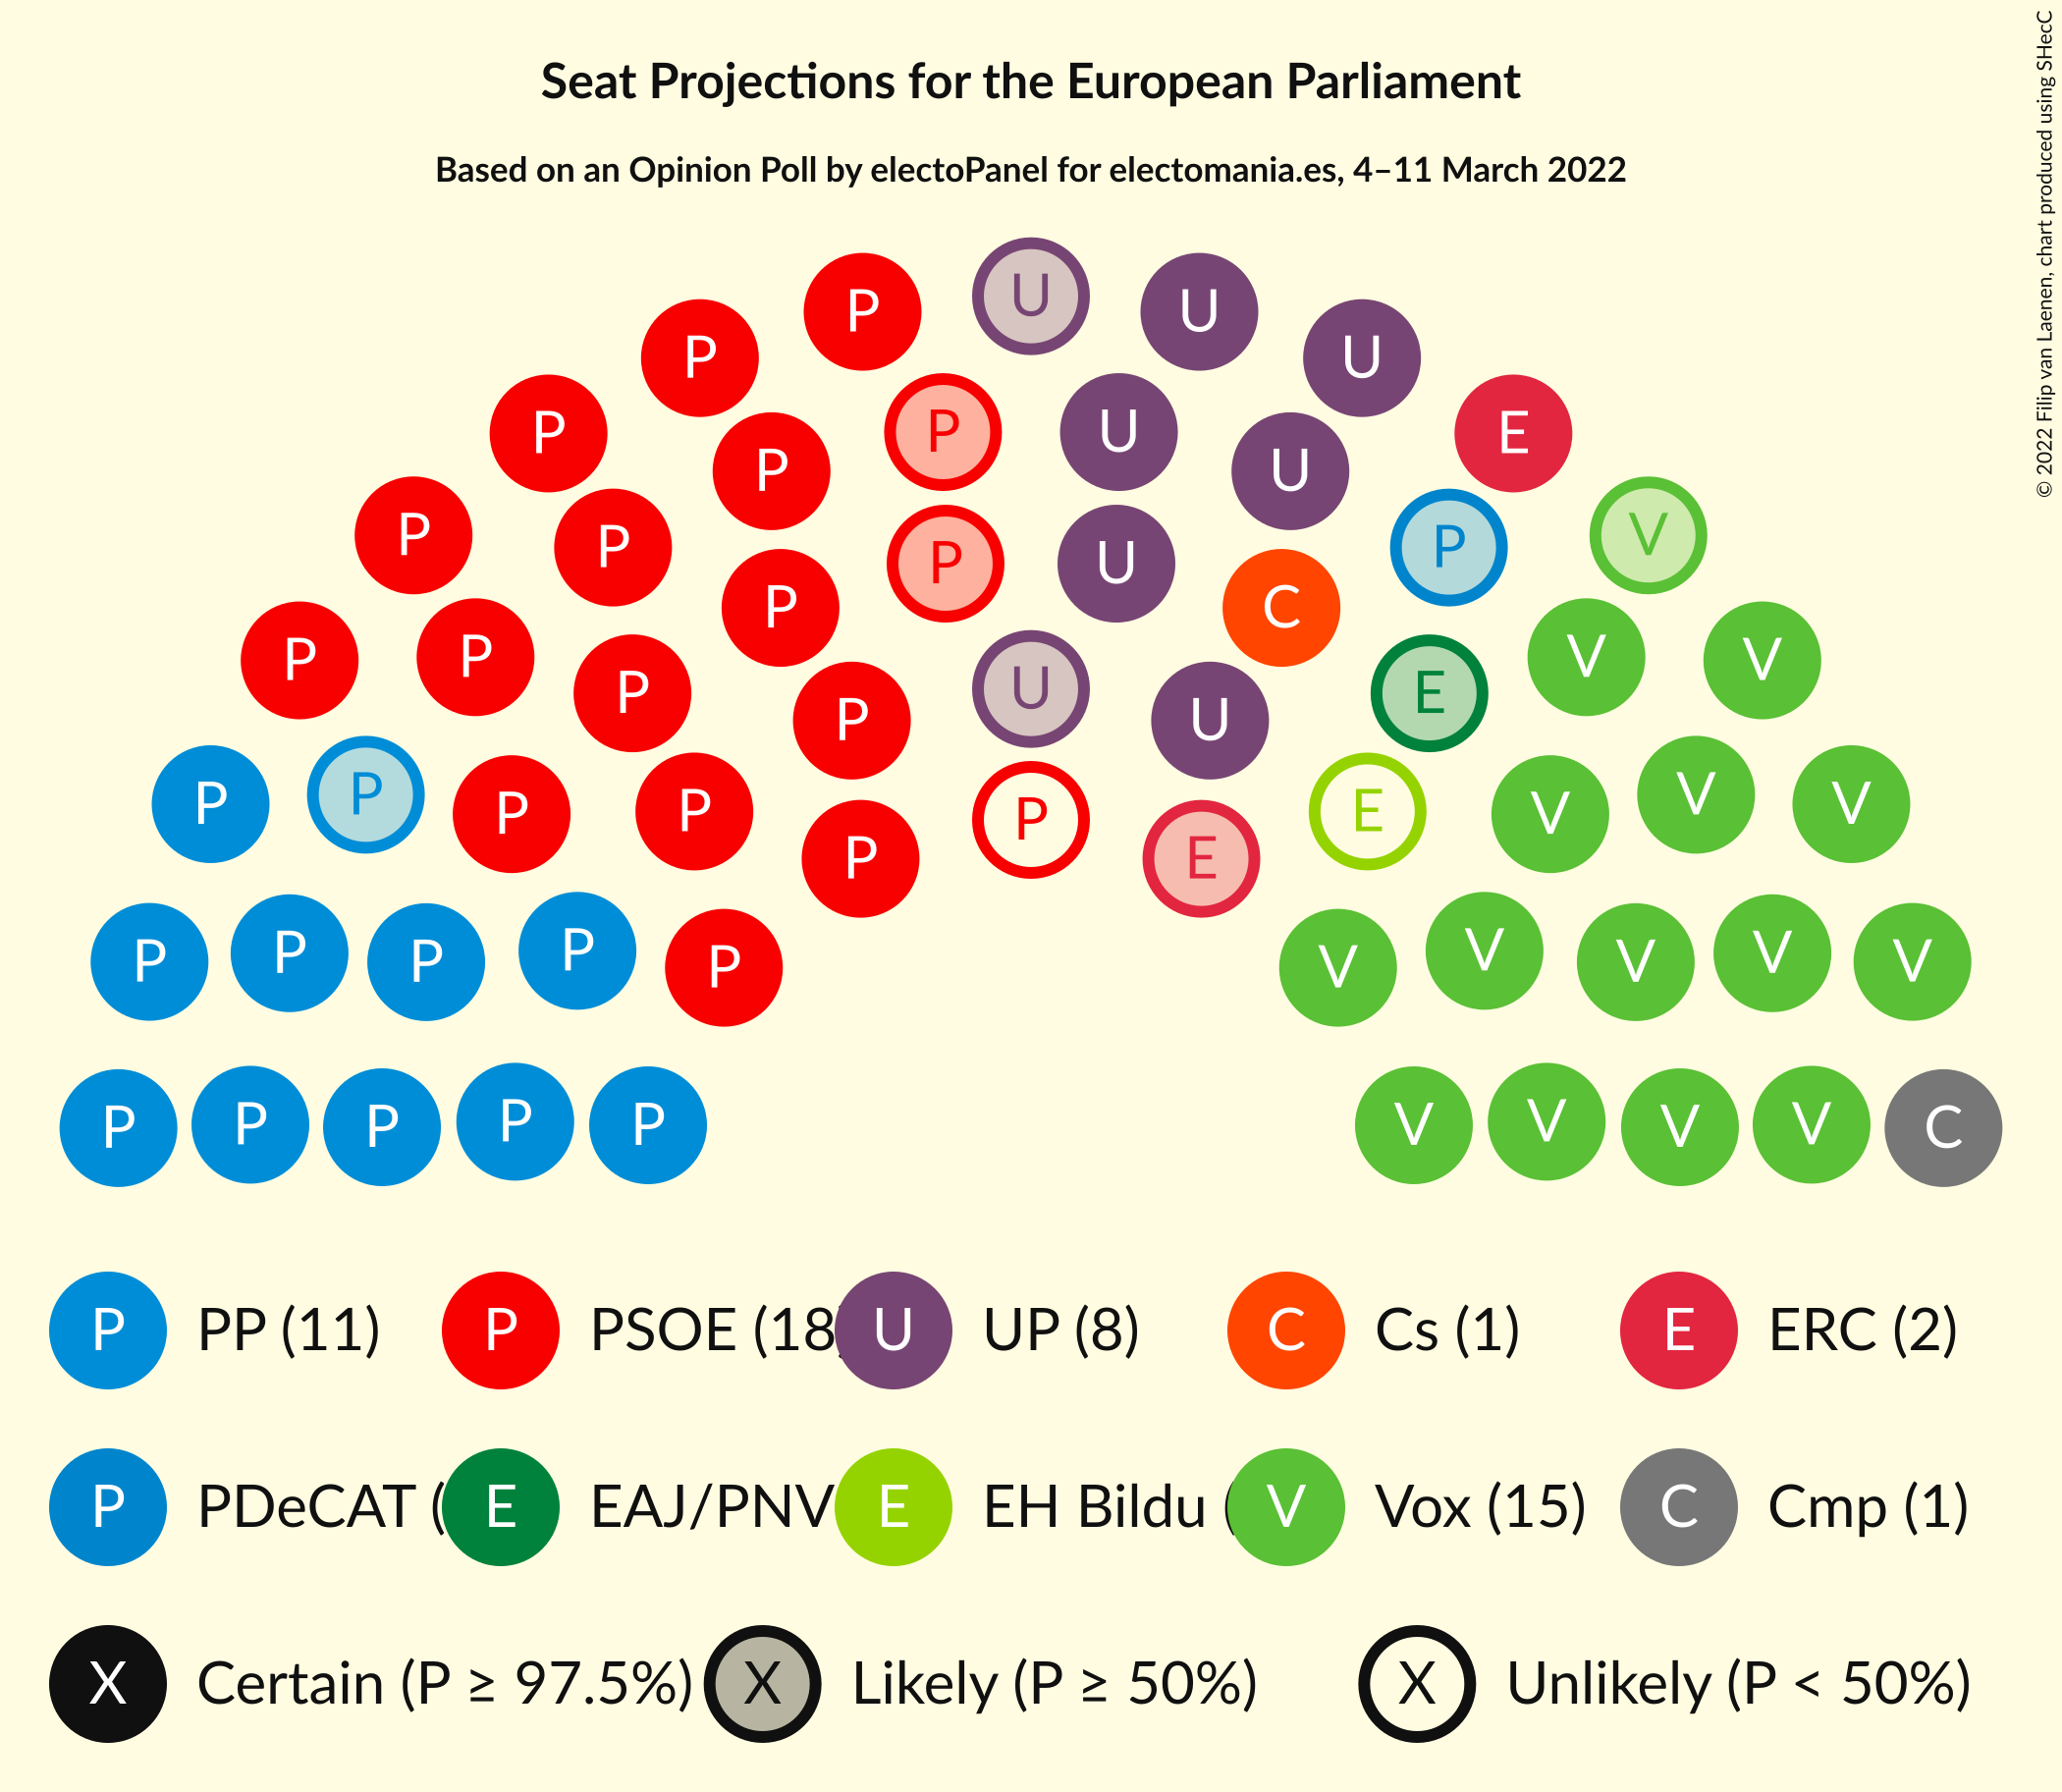 Seat Projections for the European Parliament
Based on an Opinion Poll by electoPanel for electomania.es, 4–11 March 2022
© 2022 Filip van Laenen, chart produced using SHecC
P U U
P U
P P U E
P P U
P P P V
P U
P C
P P V V
P E
P U U
P P P P E V V V
P P E
P P P P P V V V V V
P P P P P V V V V C
P PP (11) P PSOE (18 U UP (8) C Cs (1) E ERC (2)
P PDeCAT ( E EAJ/PNV E EH Bildu ( V Vox (15) C Cmp (1)
X Certain (P ≥ 97.5%) X Likely (P ≥ 50%) X Unlikely (P < 50%)